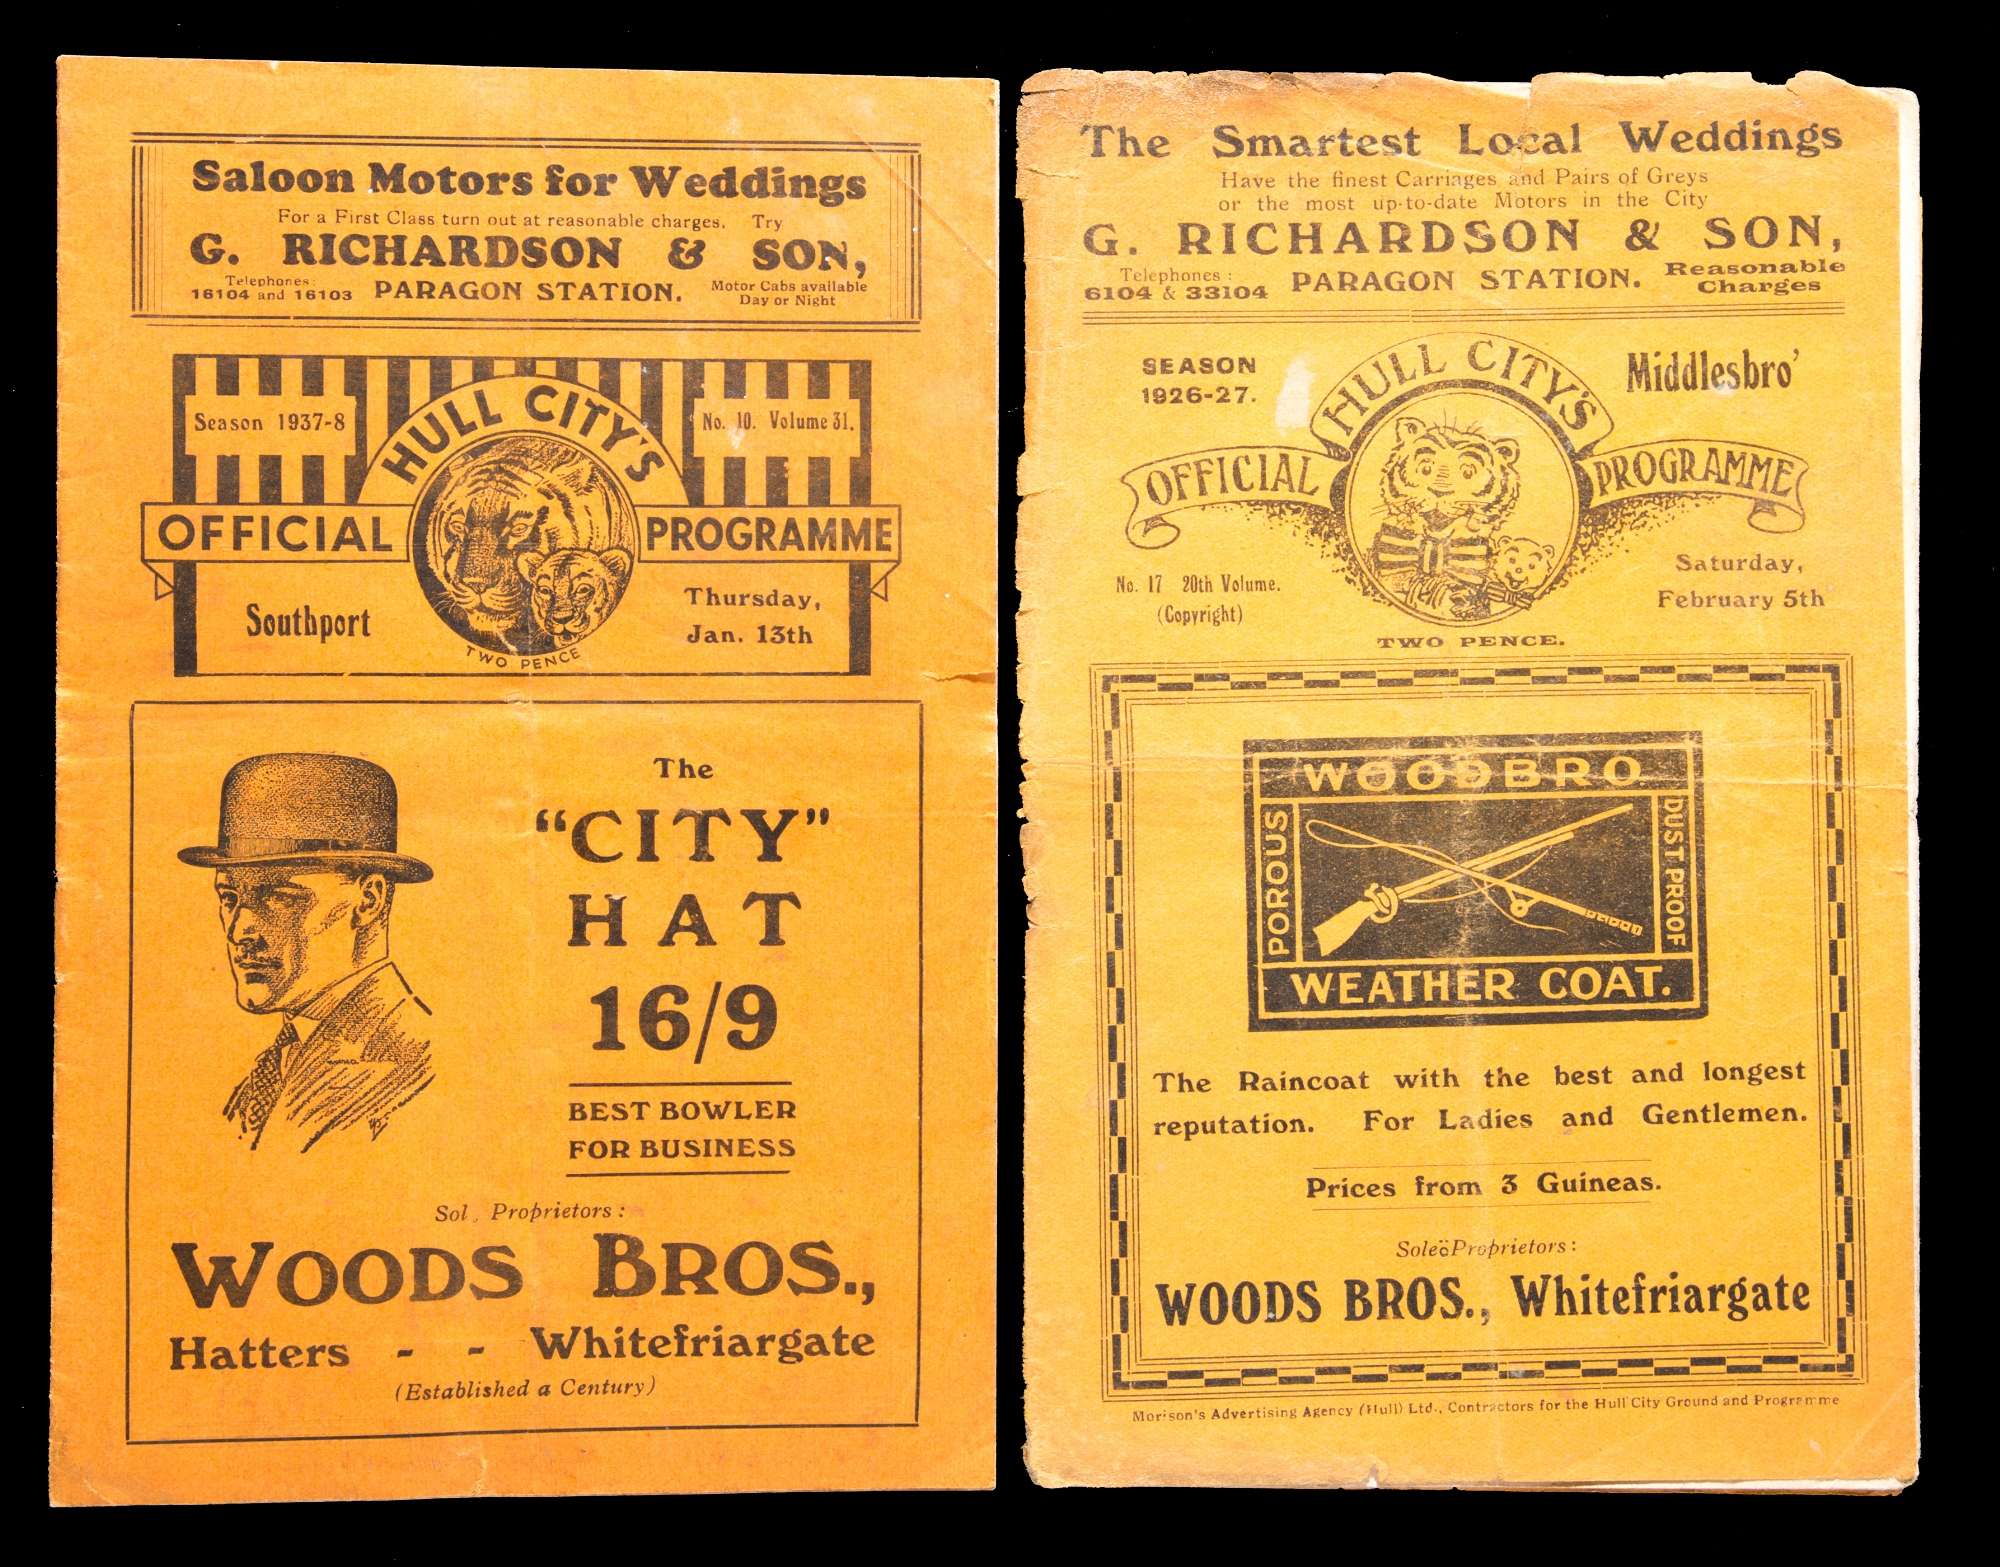 Saloon Motors for Weddings
For a First Class turn out at reasonable charges. Try
G. RICHARDSON & SON,
Telephones:
16104 and 16103
PARAGON STATION.
Motor Cabs available
Day or Night
Season 1937-8
HULL CITY'S
No. 10. Volume 31.
OFFICIAL
PROGRAMME
Southport
Thursday,
Jan. 13th
TWO PENCE
The
"CITY"
HAT
16/9
BEST BOWLER
FOR BUSINESS
Sol. Proprietors:
WOODS BROS.,
Hatters - - Whitefriargate
(Established a Century)
The Smartest Local Weddings
Have the finest Carriages and Pairs of Greys
or the most up-to-date Motors in the City
G. RICHARDSON & SON,
Telephones:
6104 & 33104
PARAGON STATION.
Reasonable
Charges
SEASON
1926-27.
HULL CITY'S
Middlesbro'
OFFICIAL
PROGRAMME
No. 17 20th Volume.
(Copyright)
Saturday,
February 5th
TWO PENCE.
WOODBRO.
POROUS
DUST PROOF
WEATHER COAT.
The Raincoat with the best and longest
reputation. For Ladies and Gentlemen.
Prices from 3 Guineas.
Sole Proprietors:
WOODS BROS., Whitefriargate
Morison's Advertising Agency (Hull) Ltd., Contractors for the Hull City Ground and Programme